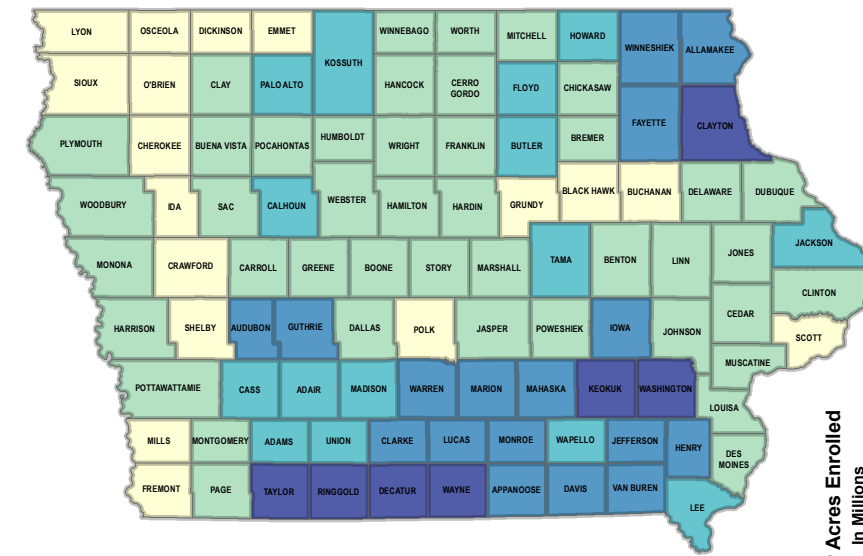 LYON
OSCEOLA
DICKINSON
EMMET
KOSSUTH
WINNEBAGO
WORTH
MITCHELL
HOWARD
WINNESHIEK
ALLAMAKEE
SIOUX
O'BRIEN
CLAY
PALO ALTO
HANCOCK
CERRO
GORDO
FLOYD
CHICKASAW
FAYETTE
CLAYTON
PLYMOUTH
CHEROKEE
BUENA VISTA
POCAHONTAS
HUMBOLDT
WRIGHT
FRANKLIN
BUTLER
BREMER
WOODBURY
IDA
SAC
CALHOUN
WEBSTER
HAMILTON
HARDIN
GRUNDY
BLACK HAWK
BUCHANAN
DELAWARE
DUBUQUE
MONONA
CRAWFORD
CARROLL
GREENE
BOONE
STORY
MARSHALL
TAMA
BENTON
LINN
JONES
JACKSON
CLINTON
HARRISON
SHELBY
AUDUBON
GUTHRIE
DALLAS
POLK
JASPER
POWESHIEK
IOWA
JOHNSON
CEDAR
SCOTT
MUSCATINE
POTTAWATTAMIE
CASS
ADAIR
MADISON
WARREN
MARION
MAHASKA
KEOKUK
WASHINGTON
LOUISA
MILLS
MONTGOMERY
ADAMS
UNION
CLARKE
LUCAS
MONROE
WAPELLO
JEFFERSON
HENRY
DES
MOINES
FREMONT
PAGE
TAYLOR
RINGGOLD
DECATUR
WAYNE
APPANOOSE
DAVIS
VAN BUREN
LEE
Acres Enrolled
In Millions